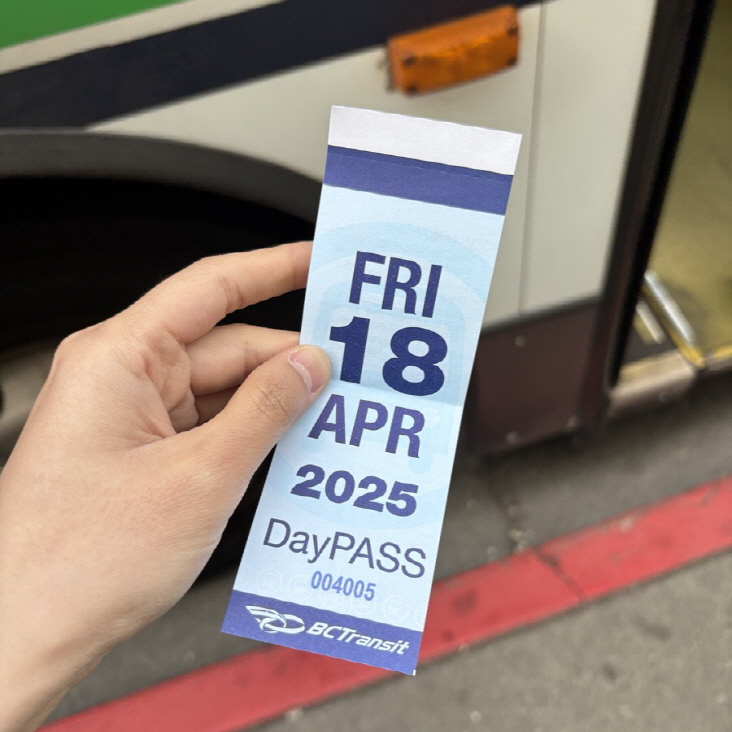 FRI
18
APR
2025
DayPASS
004005
BCTransit